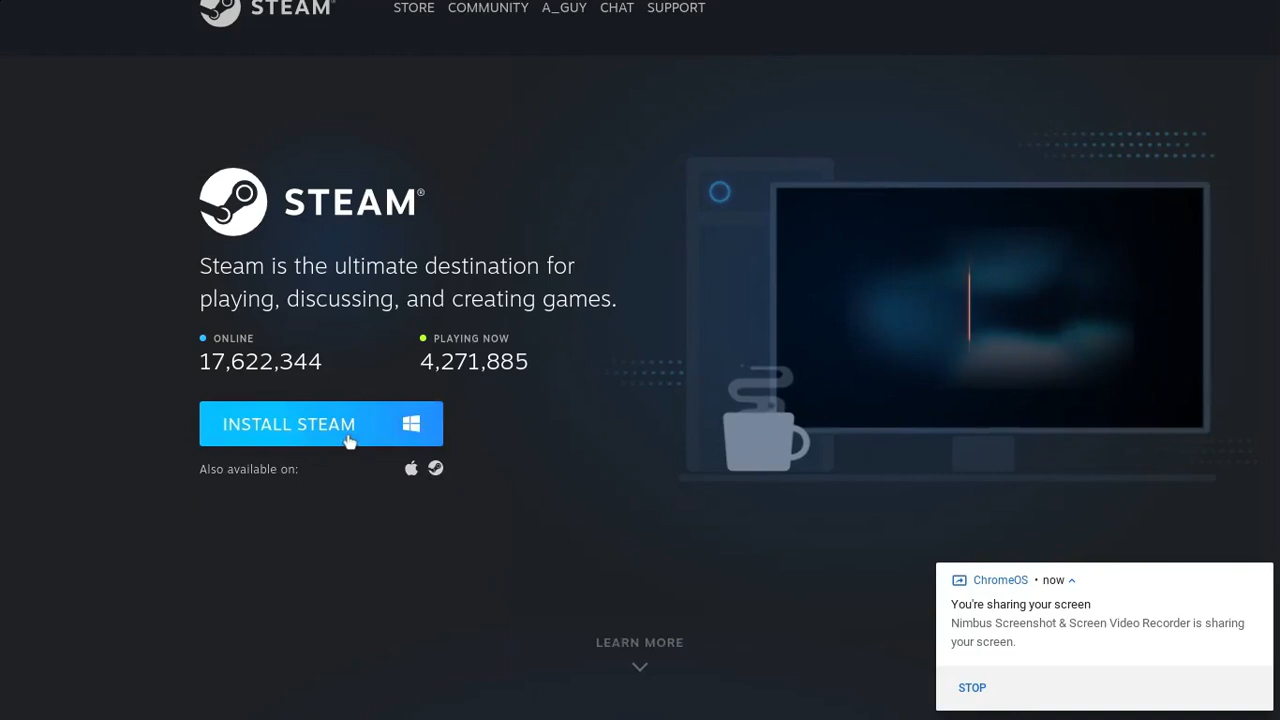 STEAM®
STORE COMMUNITY A_GUY CHAT SUPPORT
STEAM®
Steam is the ultimate destination for
playing, discussing, and creating games.
ONLINE
17,622,344
PLAYING NOW
4,271,885
INSTALL STEAM
Also available on:
LEARN MORE
ChromeOS • now
You're sharing your screen
Nimbus Screenshot & Screen Video Recorder is sharing
your screen.
STOP